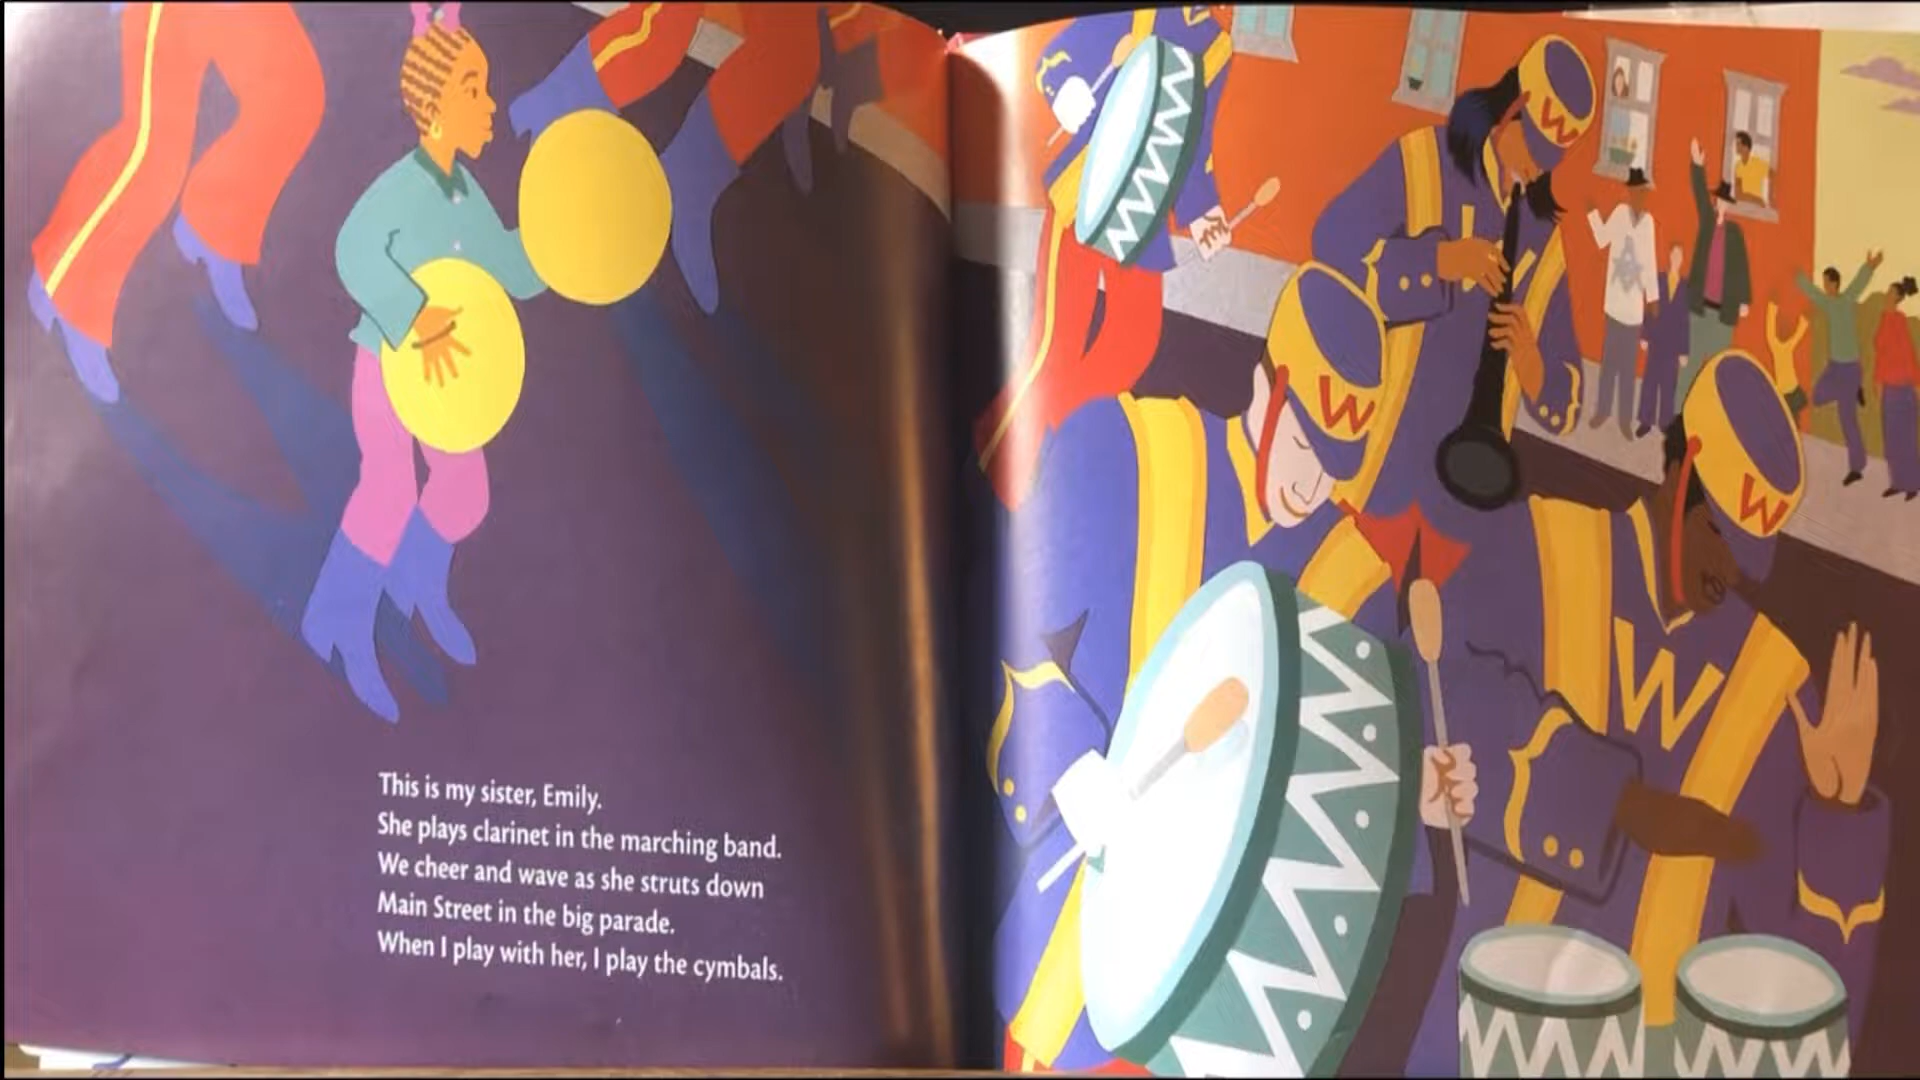 This is my sister, Emily.
She plays clarinet in the marching band.
We cheer and wave as she struts down
Main Street in the big parade.
When I play with her, I play the cymbals.
W
W
W
W